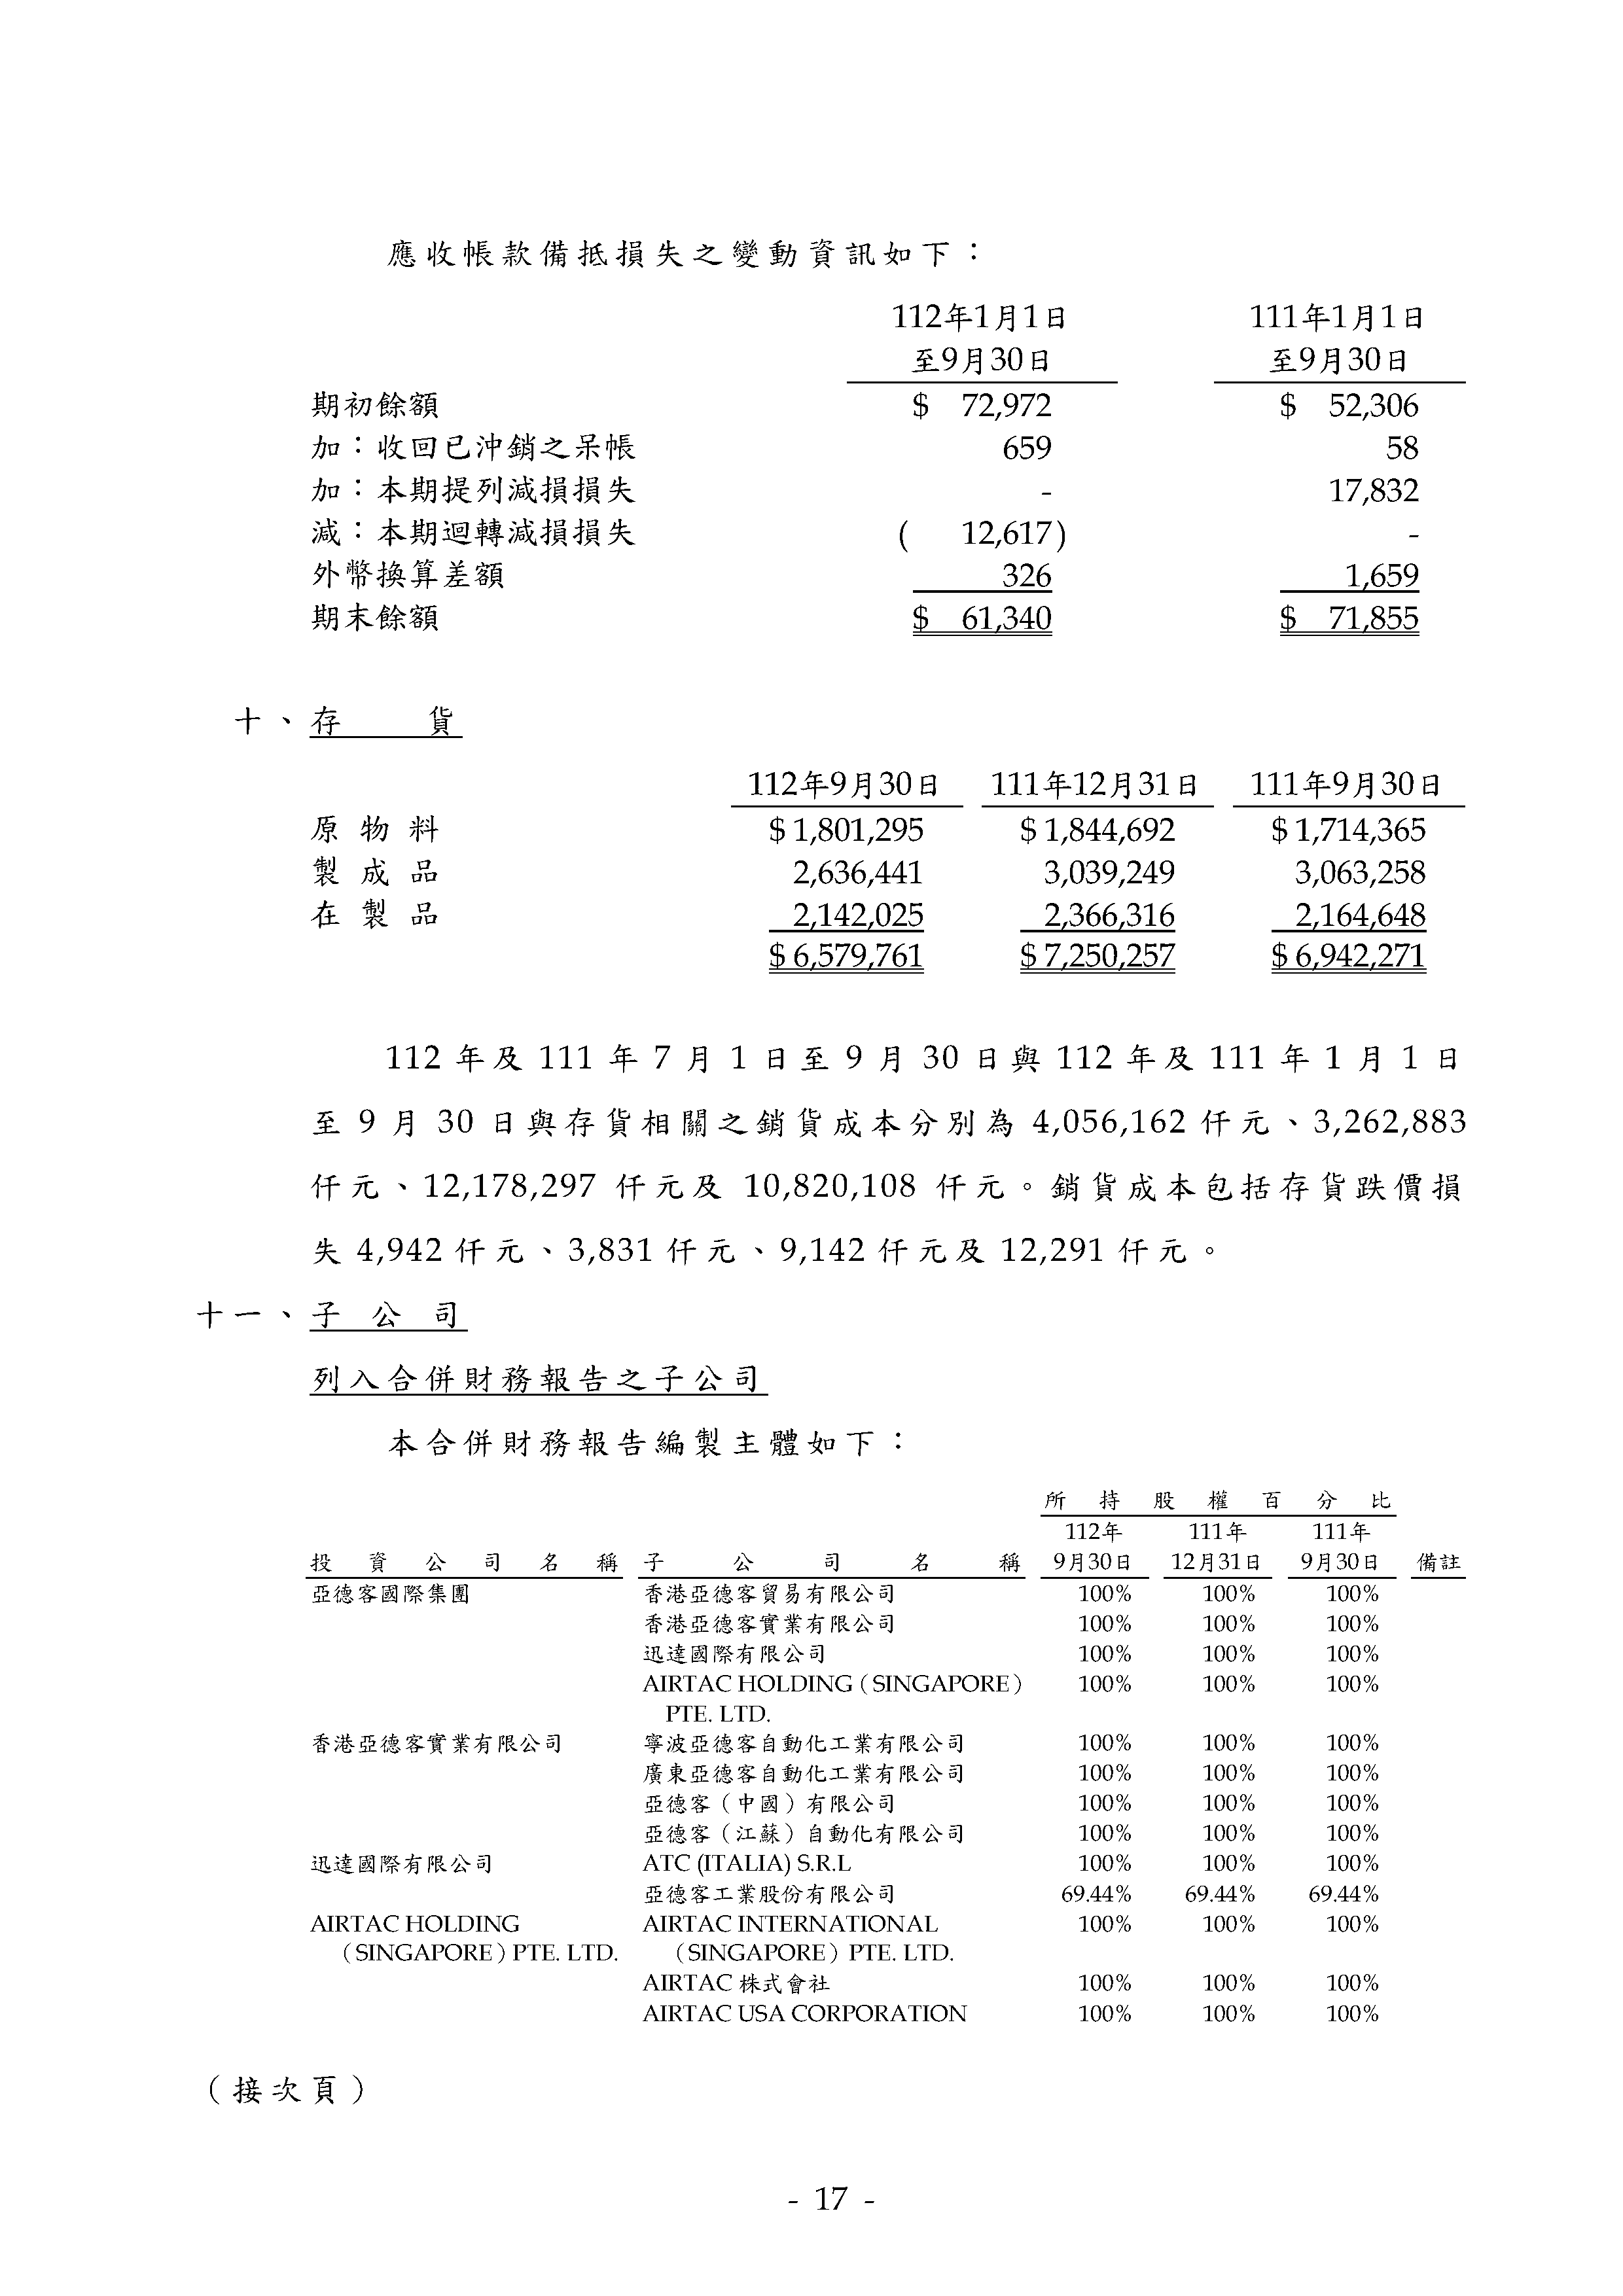 應收帳款備抵損失之變動資訊如下：
112年1月1日 111年1月1日
至9月30日 至9月30日
期初餘額 $ 72,972 $ 52,306
加：收回已沖銷之呆帳 659 58
加：本期提列減損損失 - 17,832
減：本期迴轉減損損失 ( 12,617) -
外幣換算差額 326 1,659
期末餘額 $ 61,340 $ 71,855
十、存 貨
112年9月30日 111年12月31日 111年9月30日
原物料 $ 1,801,295 $ 1,844,692 $ 1,714,365
製成品 2,636,441 3,039,249 3,063,258
在製品 2,142,025 2,366,316 2,164,648
$ 6,579,761 $ 7,250,257 $ 6,942,271
112 年及 111 年 7 月 1 日至 9 月 30 日與 112 年及 111 年 1 月 1 日
至 9 月 30 日與存貨相關之銷貨成本分別為 4,056,162 仟元、3,262,883
仟元、12,178,297 仟元及 10,820,108 仟元。銷貨成本包括存貨跌價損
失 4,942 仟元、3,831 仟元、9,142 仟元及 12,291 仟元。
十一、子 公 司
列入合併財務報告之子公司
本合併財務報告編製主體如下：
所持股權百分比
112年 111年 111年
投資公司名稱 子公司名稱 9月30日 12月31日 9月30日 備註
亞德客國際集團 香港亞德客貿易有限公司 100% 100% 100%
香港亞德客實業有限公司 100% 100% 100%
迅達國際有限公司 100% 100% 100%
AIRTAC HOLDING（SINGAPORE） 100% 100% 100%
PTE. LTD.
香港亞德客實業有限公司 寧波亞德客自動化工業有限公司 100% 100% 100%
廣東亞德客自動化工業有限公司 100% 100% 100%
亞德客（中國）有限公司 100% 100% 100%
亞德客（江蘇）自動化有限公司 100% 100% 100%
迅達國際有限公司 ATC (ITALIA) S.R.L 100% 100% 100%
亞德客工業股份有限公司 69.44% 69.44% 69.44%
AIRTAC HOLDING AIRTAC INTERNATIONAL 100% 100% 100%
（SINGAPORE）PTE. LTD. （SINGAPORE）PTE. LTD.
AIRTAC 株式會社 100% 100% 100%
AIRTAC USA CORPORATION 100% 100% 100%
（接次頁）
- 17 -